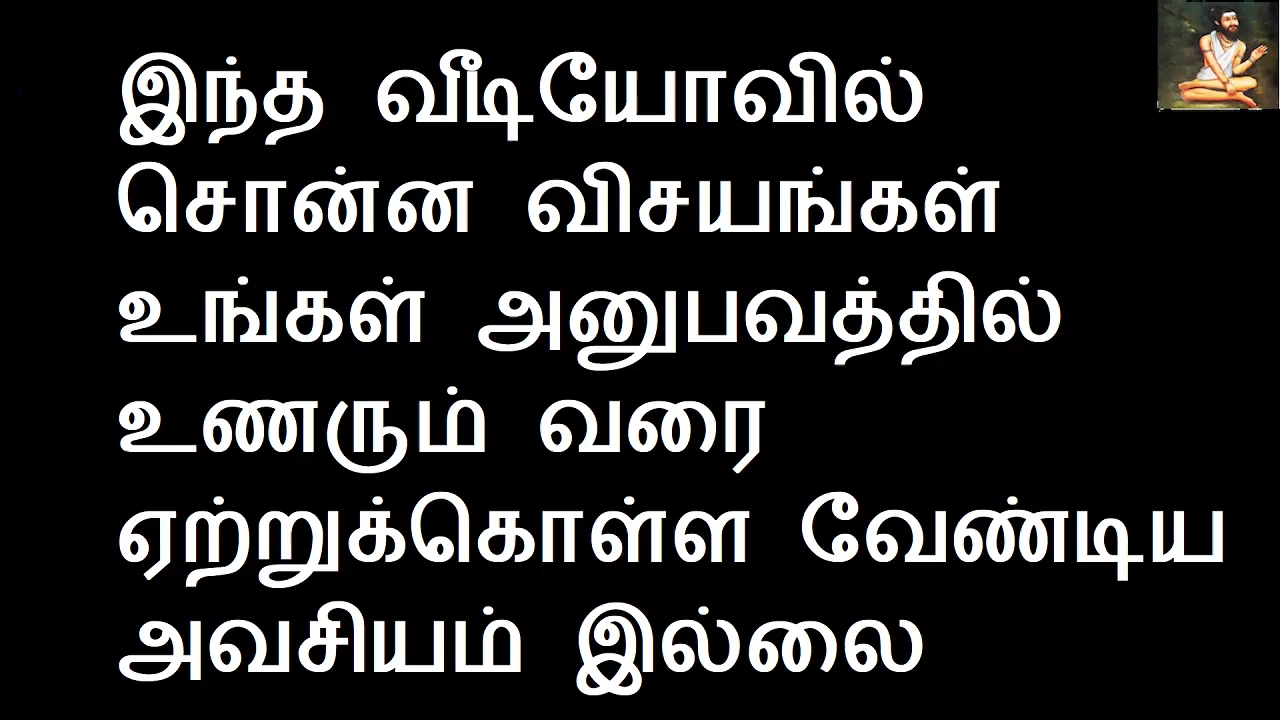 இந்த வீடியோவில்
சொன்ன விசயங்கள்
உங்கள் அனுபவத்தில்
உணரும் வரை
ஏற்றுக்கொள்ள வேண்டிய
அவசியம் இல்லை